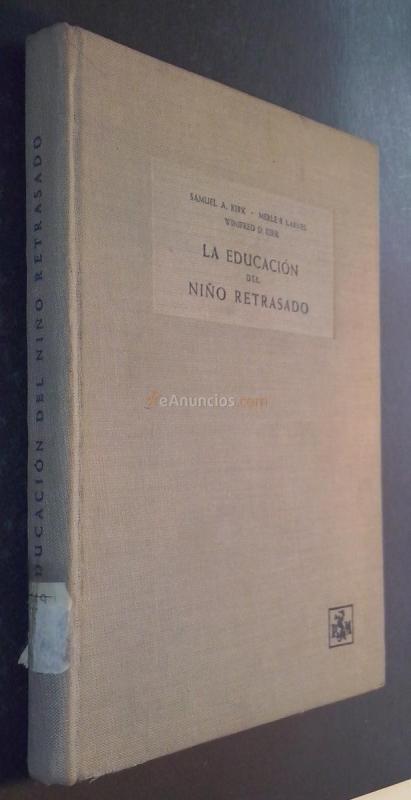 SAMUEL A. KIRK - MERLE B. KARNES
WINIFRED D. KIRK
LA EDUCACIÓN
DEL
NIÑO RETRASADO
EDUCACIÓN DEL NIÑO RETRASADO
eAnuncios.com